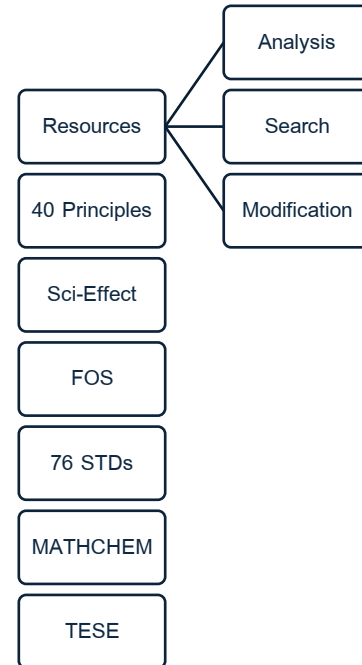 Analysis
Resources
Search
40 Principles
Modification
Sci-Effect
FOS
76 STDs
MATHCHEM
TESE